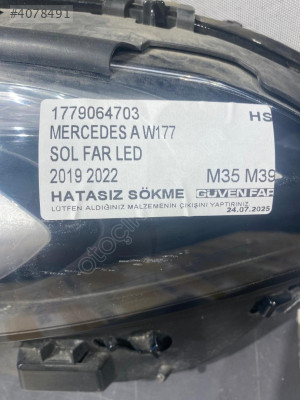 #4078491
1779064703
HS
MERCEDES A W177
SOL FAR LED
2019 2022
M35 M39
HATASIZ SÖKME
GÜVEN FAR
LÜTFEN ALDIĞINIZ MALZEMENİN ÇIKIŞINI YAPTIRINIZ
24.07.2025